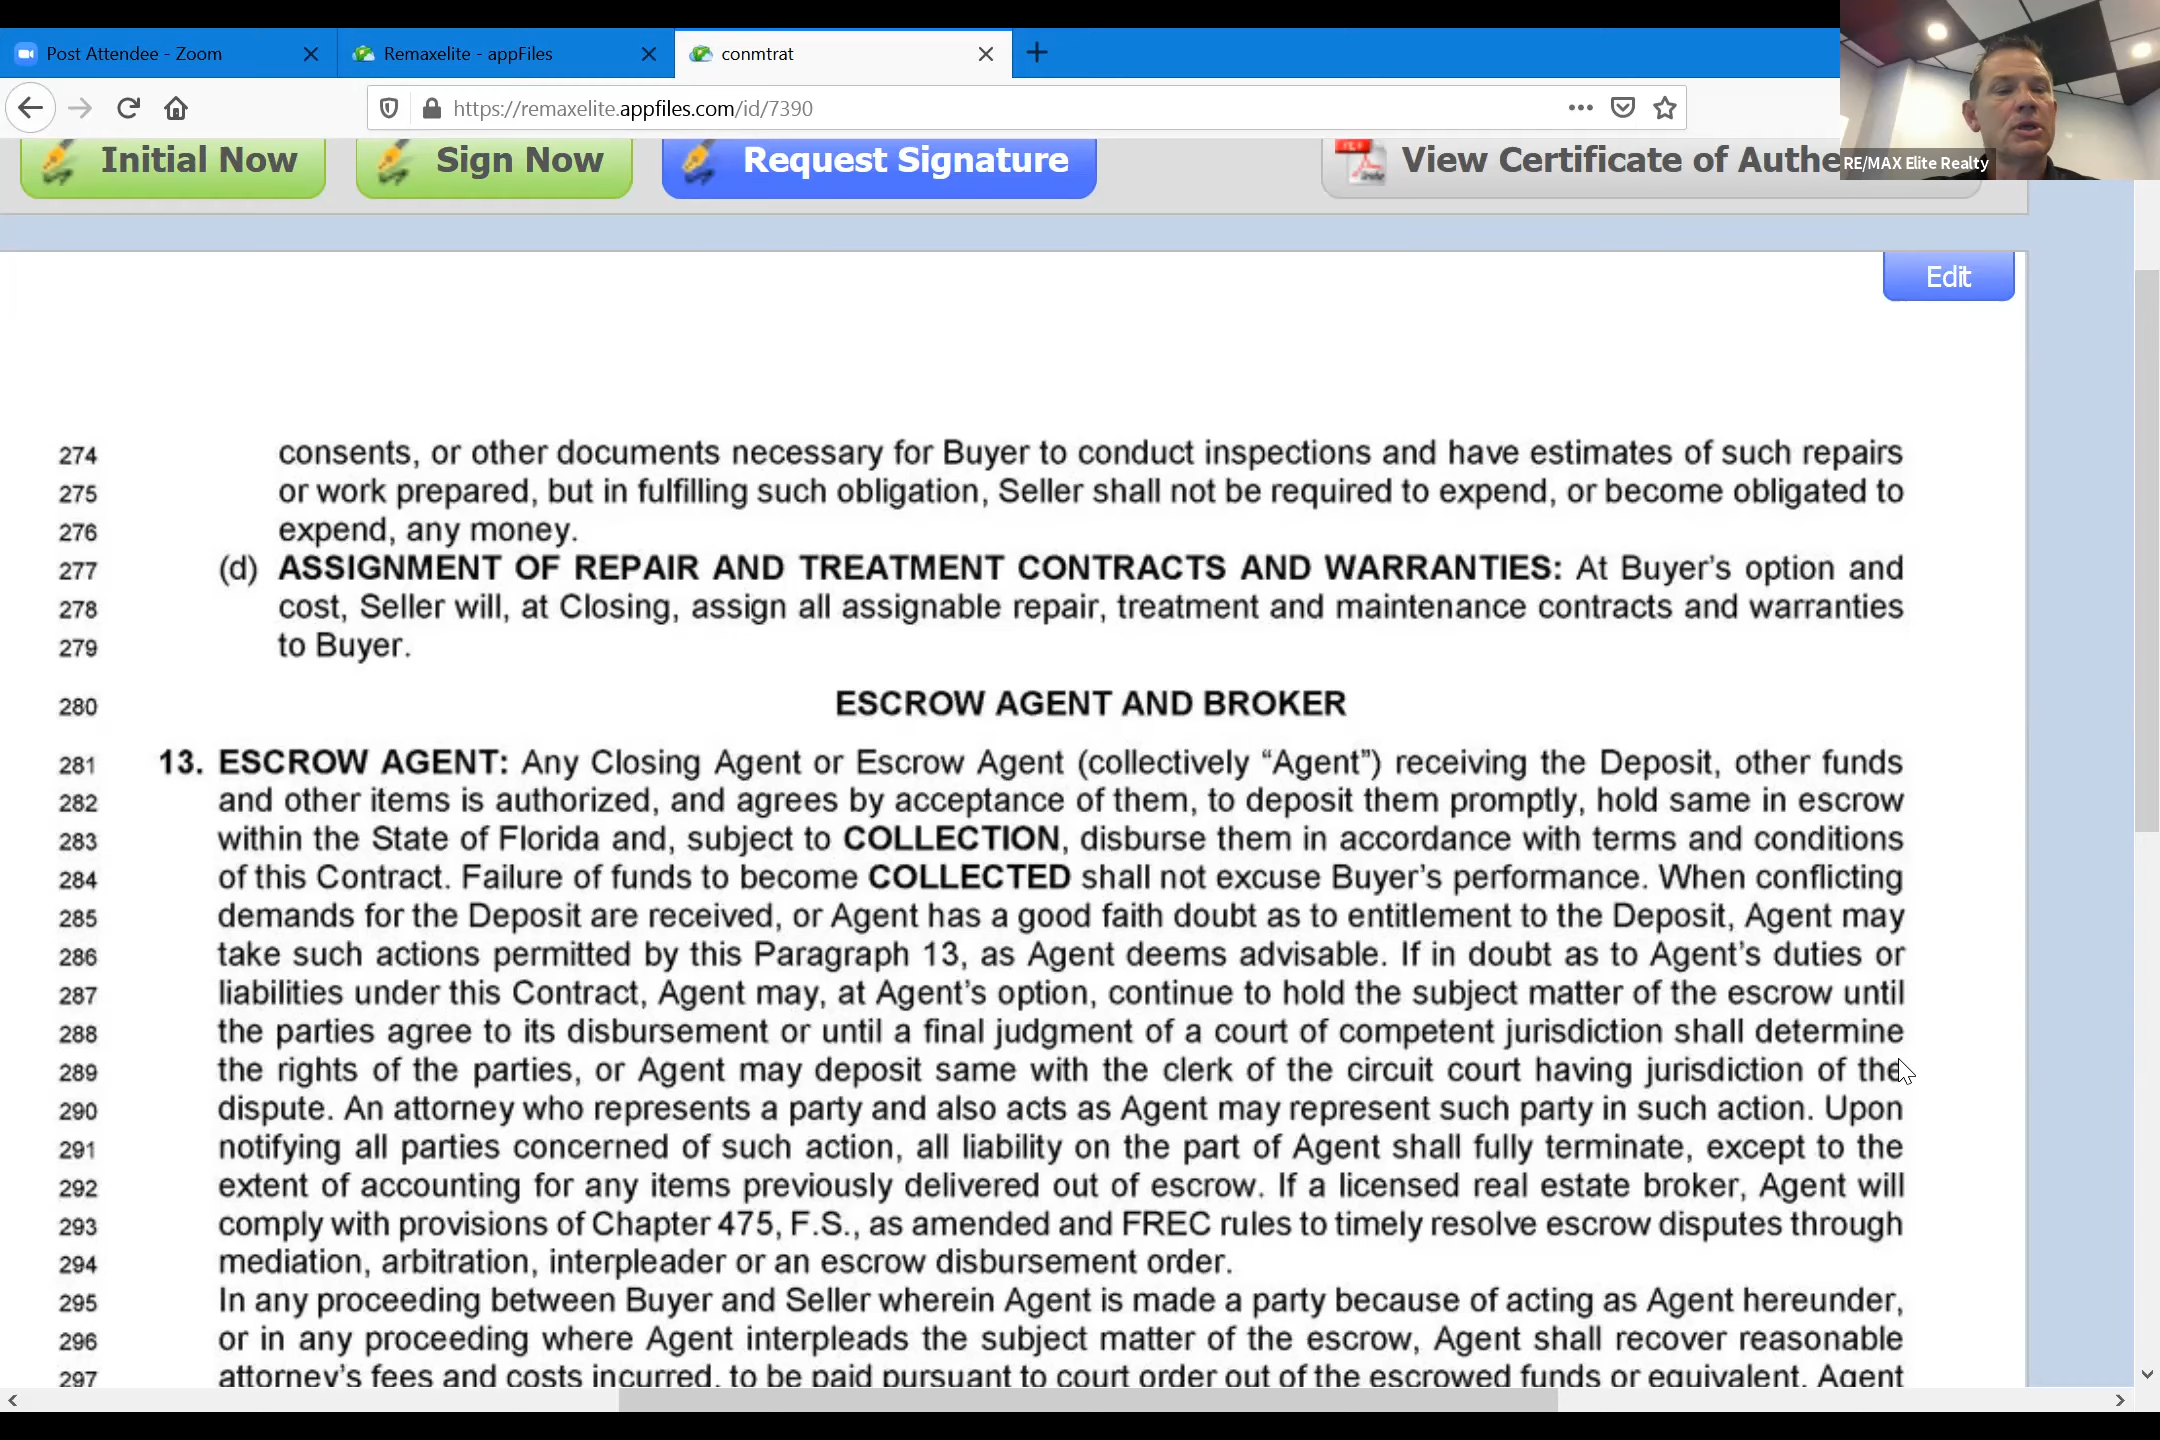 Post Attendee - Zoom
Remaxelite - appFiles
conmtrat
https://remaxelite.appfiles.com/id/7390
RE/MAX Elite Realty
Initial Now
Sign Now
Request Signature
View Certificate of Authe
Edit
274 consents, or other documents necessary for Buyer to conduct inspections and have estimates of such repairs
275 or work prepared, but in fulfilling such obligation, Seller shall not be required to expend, or become obligated to
276 expend, any money.
277 (d) ASSIGNMENT OF REPAIR AND TREATMENT CONTRACTS AND WARRANTIES: At Buyer's option and
278 cost, Seller will, at Closing, assign all assignable repair, treatment and maintenance contracts and warranties
279 to Buyer.
280 ESCROW AGENT AND BROKER
281 13. ESCROW AGENT: Any Closing Agent or Escrow Agent (collectively “Agent”) receiving the Deposit, other funds
282 and other items is authorized, and agrees by acceptance of them, to deposit them promptly, hold same in escrow
283 within the State of Florida and, subject to COLLECTION, disburse them in accordance with terms and conditions
284 of this Contract. Failure of funds to become COLLECTED shall not excuse Buyer's performance. When conflicting
285 demands for the Deposit are received, or Agent has a good faith doubt as to entitlement to the Deposit, Agent may
286 take such actions permitted by this Paragraph 13, as Agent deems advisable. If in doubt as to Agent's duties or
287 liabilities under this Contract, Agent may, at Agent's option, continue to hold the subject matter of the escrow until
288 the parties agree to its disbursement or until a final judgment of a court of competent jurisdiction shall determine
289 the rights of the parties, or Agent may deposit same with the clerk of the circuit court having jurisdiction of the
290 dispute. An attorney who represents a party and also acts as Agent may represent such party in such action. Upon
291 notifying all parties concerned of such action, all liability on the part of Agent shall fully terminate, except to the
292 extent of accounting for any items previously delivered out of escrow. If a licensed real estate broker, Agent will
293 comply with provisions of Chapter 475, F.S., as amended and FREC rules to timely resolve escrow disputes through
294 mediation, arbitration, interpleader or an escrow disbursement order.
295 In any proceeding between Buyer and Seller wherein Agent is made a party because of acting as Agent hereunder,
296 or in any proceeding where Agent interpleads the subject matter of the escrow, Agent shall recover reasonable
297 attorney's fees and costs incurred, to be paid pursuant to court order out of the escrowed funds or equivalent. Agent